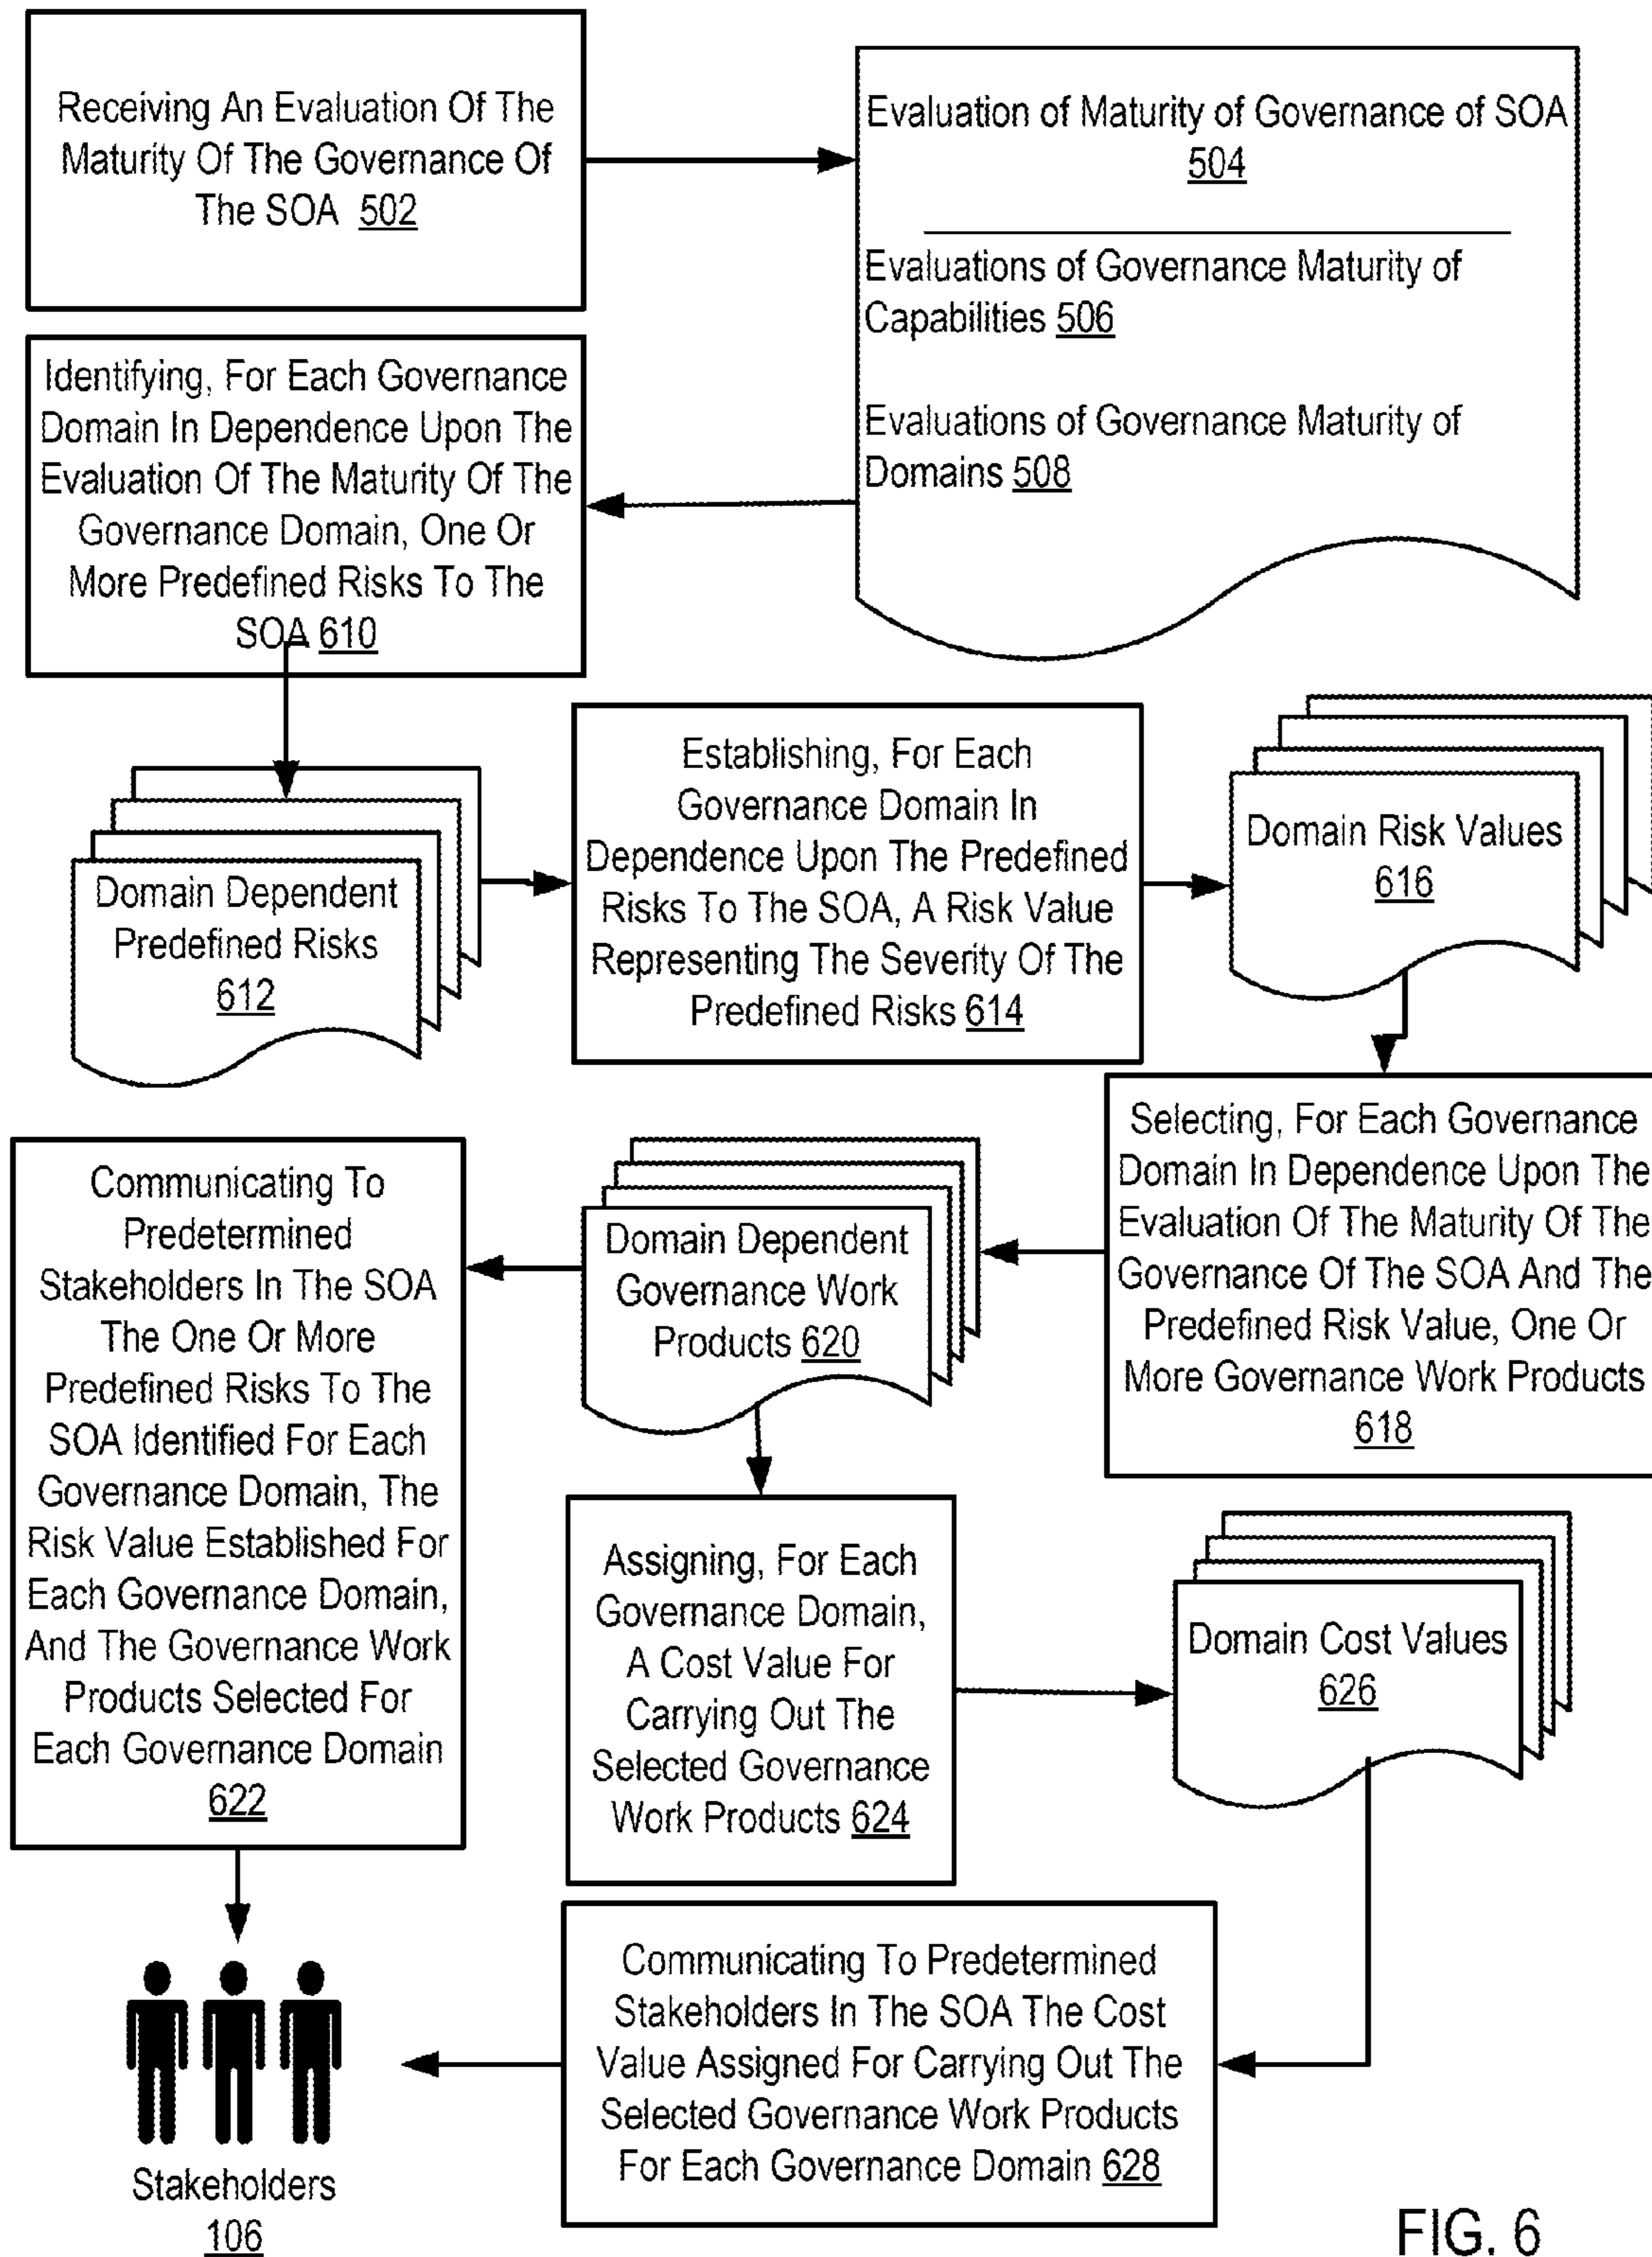 Receiving An Evaluation Of The
Maturity Of The Governance Of
The SOA 502
Evaluation of Maturity of Governance of SOA
504
Evaluations of Governance Maturity of
Capabilities 506
Evaluations of Governance Maturity of
Domains 508
Identifying, For Each Governance
Domain In Dependence Upon The
Evaluation Of The Maturity Of The
Governance Domain, One Or
More Predefined Risks To The
SOA 610
Domain Dependent
Predefined Risks
612
Establishing, For Each
Governance Domain In
Dependence Upon The Predefined
Risks To The SOA, A Risk Value
Representing The Severity Of The
Predefined Risks 614
Domain Risk Values
616
Selecting, For Each Governance
Domain In Dependence Upon The
Evaluation Of The Maturity Of The
Governance Of The SOA And The
Predefined Risk Value, One Or
More Governance Work Products
618
Domain Dependent
Governance Work
Products 620
Communicating To
Predetermined
Stakeholders In The SOA
The One Or More
Predefined Risks To The
SOA Identified For Each
Governance Domain, The
Risk Value Established For
Each Governance Domain,
And The Governance Work
Products Selected For
Each Governance Domain
622
Assigning, For Each
Governance Domain,
A Cost Value For
Carrying Out The
Selected Governance
Work Products 624
Domain Cost Values
626
Communicating To Predetermined
Stakeholders In The SOA The Cost
Value Assigned For Carrying Out The
Selected Governance Work Products
For Each Governance Domain 628
Stakeholders
106
FIG. 6